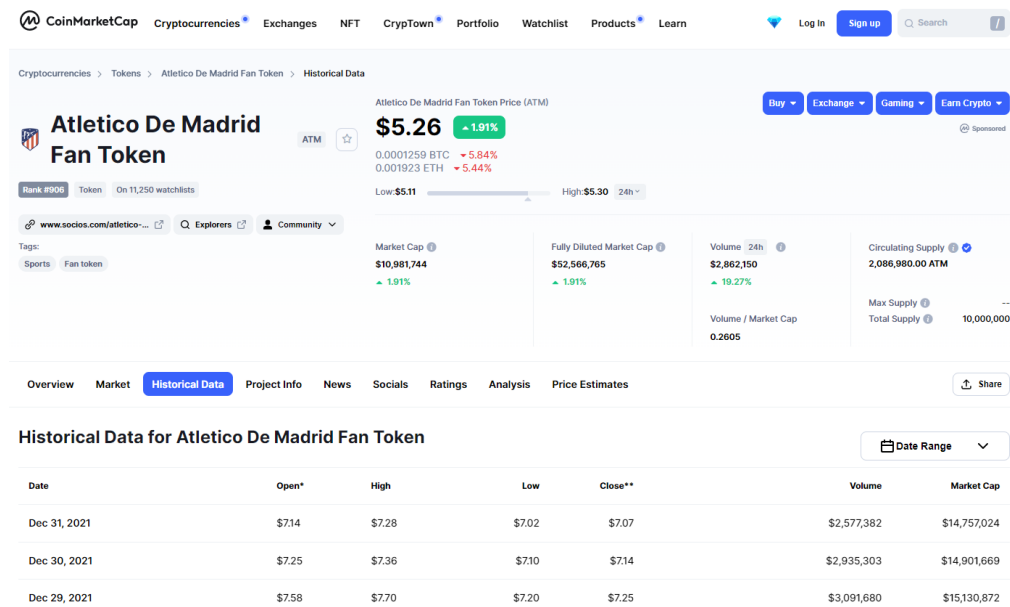 CoinMarketCap Cryptocurrencies Exchanges NFT CrypTown Portfolio Watchlist Products Learn Log In Sign up Search /
Cryptocurrencies > Tokens > Atletico De Madrid Fan Token > Historical Data
Atletico De Madrid Fan Token Price (ATM)
Buy Exchange Gaming Earn Crypto
Atletico De Madrid
Fan Token
ATM
$5.26 1.91%
Sponsored
0.0001259 BTC 5.84%
0.001923 ETH 5.44%
Rank #906 Token On 11,250 watchlists
Low:$5.11 High:$5.30 24h
www.socios.com/atletico-... Explorers Community
Tags:
Sports Fan token
Market Cap
$10,981,744
1.91%
Fully Diluted Market Cap
$52,566,765
1.91%
Volume 24h
$2,862,150
19.27%
Volume / Market Cap
0.2605
Circulating Supply
2,086,980.00 ATM
Max Supply --
Total Supply 10,000,000
Overview Market Historical Data Project Info News Socials Ratings Analysis Price Estimates Share
Historical Data for Atletico De Madrid Fan Token
Date Range
Date Open* High Low Close** Volume Market Cap
Dec 31, 2021 $7.14 $7.28 $7.02 $7.07 $2,577,382 $14,757,024
Dec 30, 2021 $7.25 $7.36 $7.10 $7.14 $2,935,303 $14,901,669
Dec 29, 2021 $7.58 $7.70 $7.20 $7.25 $3,091,680 $15,130,872